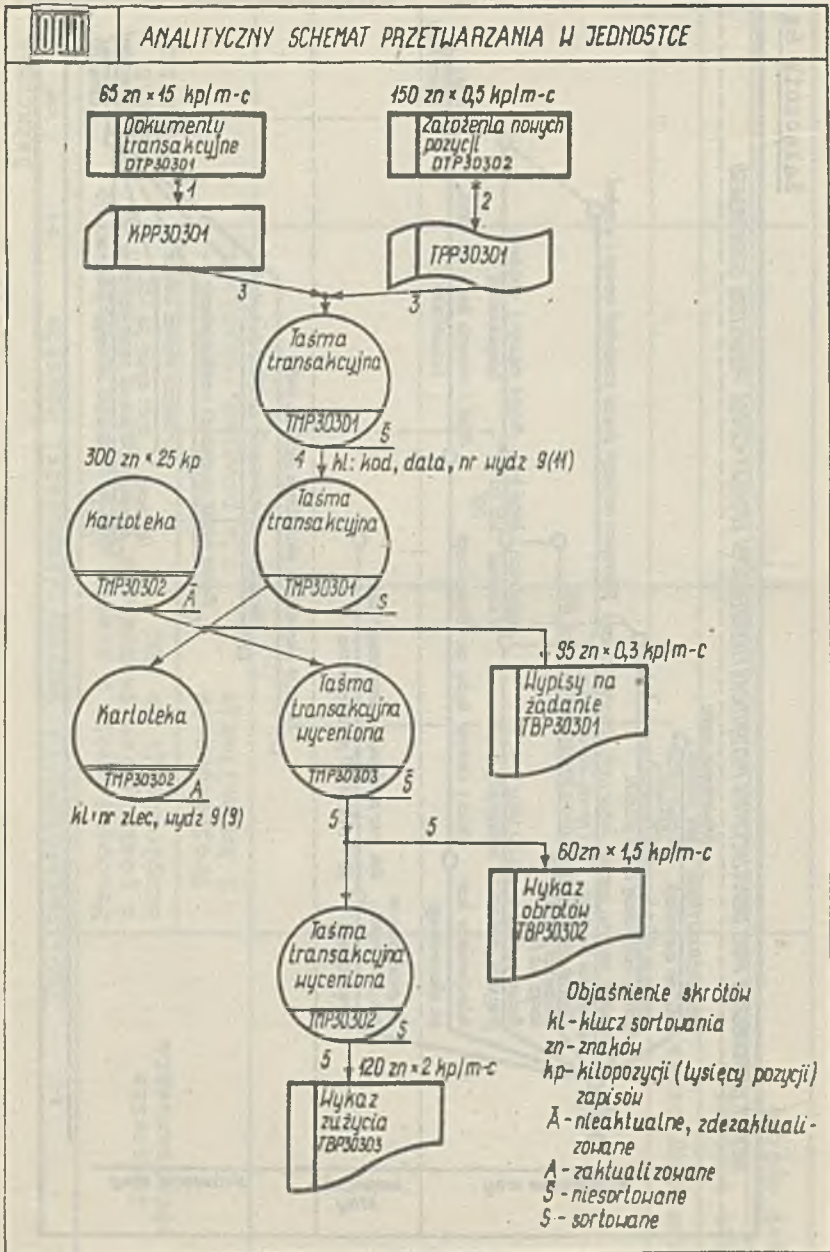 ANALITYCZNY SCHEMAT PRZETWARZANIA W JEDNOSTCE
65 zn × 15 kp/m-c
150 zn × 0,5 kp/m-c
Dokumenty
transakcyjne
DTP30301
Założenia nowych
pozycji
DTP30302
1
2
KPP30301
TPP30301
3
3
Taśma
transakcyjna
TMP30301
S̄
300 zn × 25 kp
4
kl: kod, data, nr wydz 9(11)
Kartoteka
TMP30302
Ā
Taśma
transakcyjna
TMP30301
S
95 zn × 0,3 kp/m-c
Wypisy na
żądanie
TBP30301
Kartoteka
TMP30302
A
kl: nr zlec, wydz 9(9)
Taśma
transakcyjna
wyceniona
TMP30303
S̄
5
5
60zn × 1,5 kp/m-c
Wykaz
obrotów
TBP30302
Taśma
transakcyjna
wyceniona
TMP30302
S
5
120 zn × 2 kp/m-c
Wykaz
zużycia
TBP30303
Objaśnienie skrótów
kl-klucz sortowania
zn-znaków
kp-kilopozycji (tysięcy pozycji)
zapisów
Ā-nieaktualne, zdezaktuali-
zowane
A-zaktualizowane
S̄-niesortowane
S-sortowane